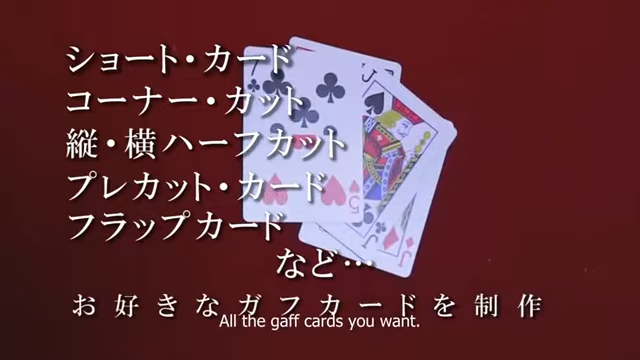 ショート・カード
コーナー・カット
縦・横ハーフカット
プレカット・カード
フラップカード
など…
お好きなガフカードを制作
All the gaff cards you want.
7
J
5
J
J